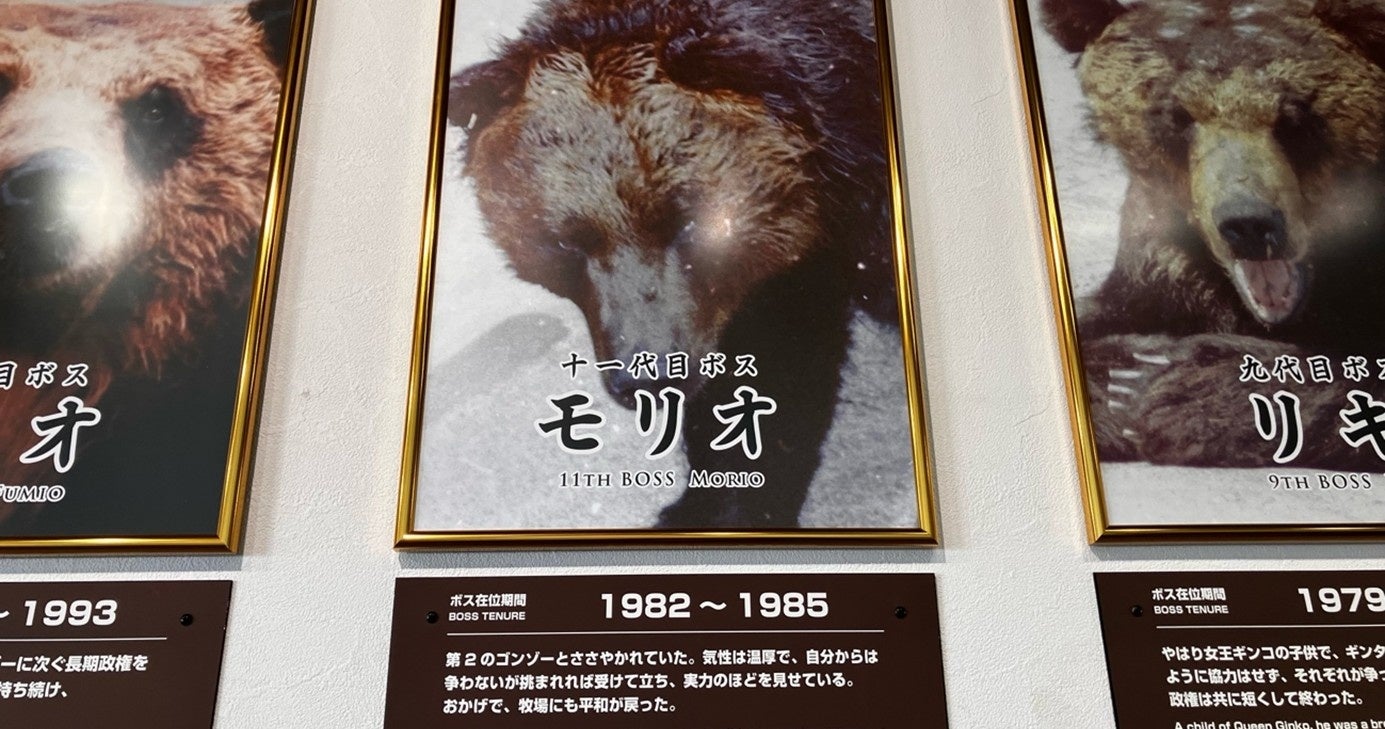 目ボス
オ
FUMIO
～ 1993
ーに次ぐ長期政権を
持ち続け、
十一代目ボス
モリオ
11TH BOSS MORIO
ボス在位期間
BOSS TENURE
1982 ～ 1985
第2のゴンゾーとささやかれていた。気性は温厚で、自分からは
争わないが挑まれれば受けて立ち、実力のほどを見せている。
おかげで、牧場にも平和が戻った。
九代目ボス
リキ
9TH BOSS
ボス在位期間
BOSS TENURE
1979
やはり女王ギンコの子供で、ギンタ
ように協力はせず、それぞれが争っ
政権は共に短くして終わった。
A child of Queen Ginko, he was a br